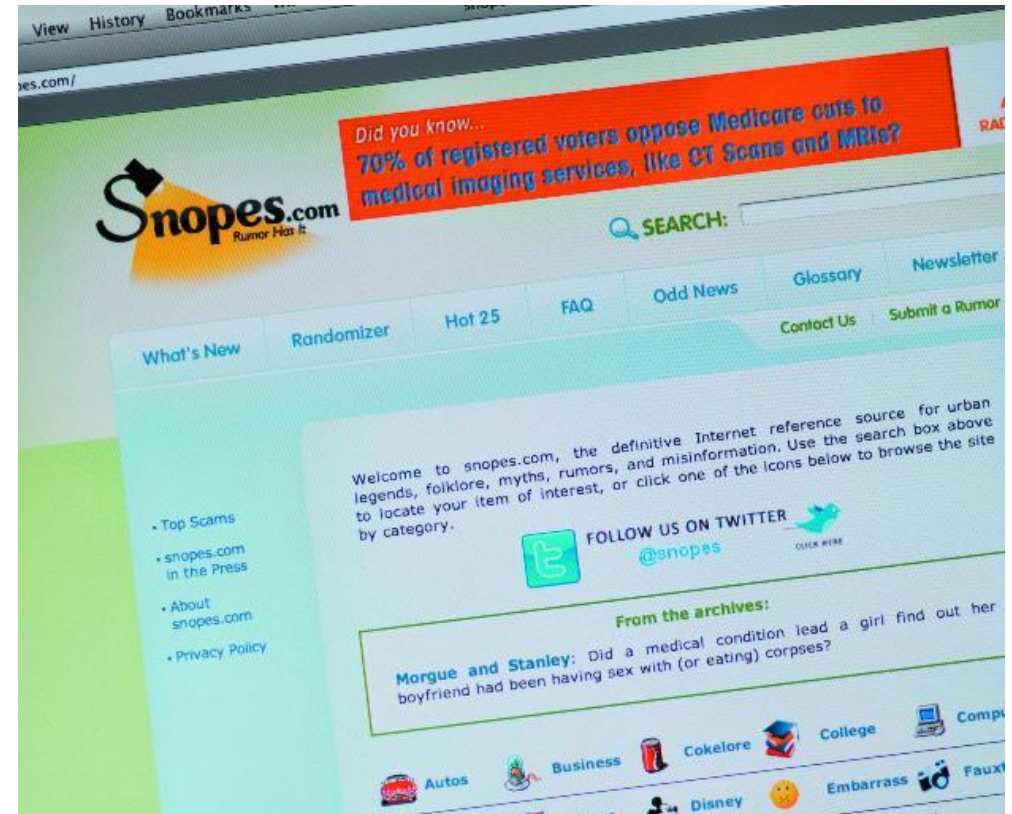 View History Bookmarks
pes.com/
Did you know...
70% of registered voters oppose Medicare cuts to
medical imaging services, like CT Scans and MRIs?
RAD
Snopes.com
Rumor Has It
SEARCH:
What's New Randomizer Hot 25 FAQ Odd News Glossary Newsletter
Contact Us Submit a Rumor
Welcome to snopes.com, the definitive Internet reference source for urban
legends, folklore, myths, rumors, and misinformation. Use the search box above
to locate your item of interest, or click one of the icons below to browse the site
by category.
FOLLOW US ON TWITTER
@snopes
CLICK HERE
• Top Scams
• snopes.com
in the Press
• About
snopes.com
• Privacy Policy
From the archives:
Morgue and Stanley: Did a medical condition lead a girl find out her
boyfriend had been having sex with (or eating) corpses?
Autos Business Cokelore College Compu
Disney Embarrass Fauxt